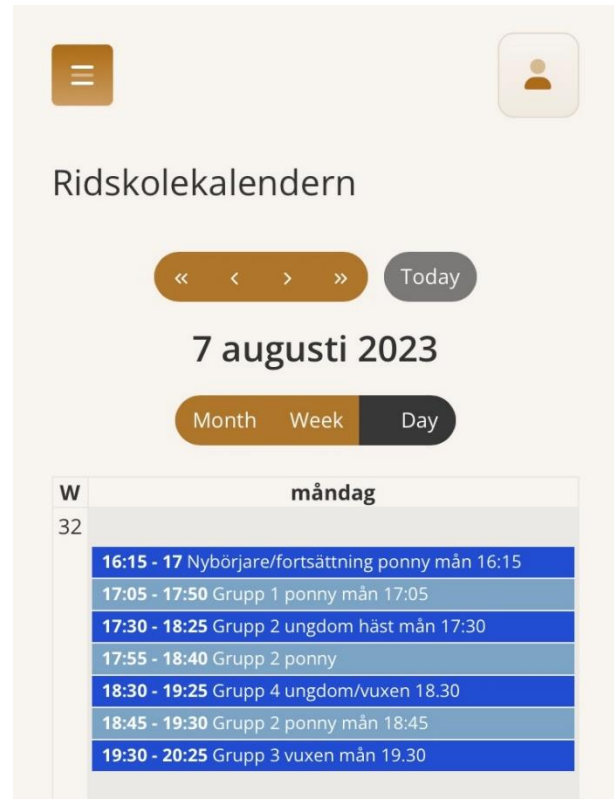 Ridskolekalendern
« ‹ › » Today
7 augusti 2023
Month Week Day
W måndag
32
16:15 - 17 Nybörjare/fortsättning ponny mån 16:15
17:05 - 17:50 Grupp 1 ponny mån 17:05
17:30 - 18:25 Grupp 2 ungdom häst mån 17:30
17:55 - 18:40 Grupp 2 ponny
18:30 - 19:25 Grupp 4 ungdom/vuxen 18.30
18:45 - 19:30 Grupp 2 ponny mån 18:45
19:30 - 20:25 Grupp 3 vuxen mån 19.30